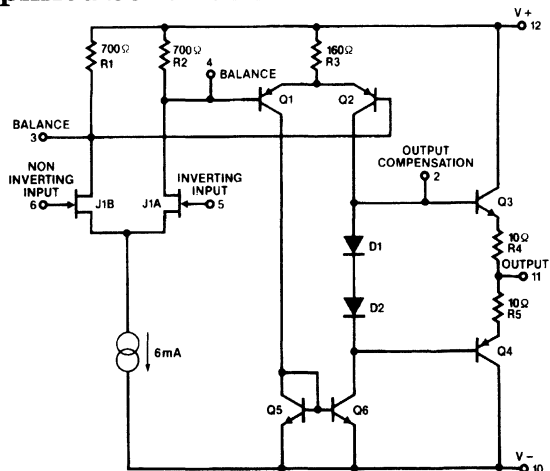 V+
12
700Ω
R1
700Ω
R2
4
BALANCE
160Ω
R3
Q1
Q2
BALANCE
3
NON
INVERTING
INPUT
6
J1B
J1A
INVERTING
INPUT
5
OUTPUT
COMPENSATION
2
Q3
10Ω
R4
OUTPUT
11
10Ω
R5
D1
D2
Q4
6mA
Q5
Q6
V-
10